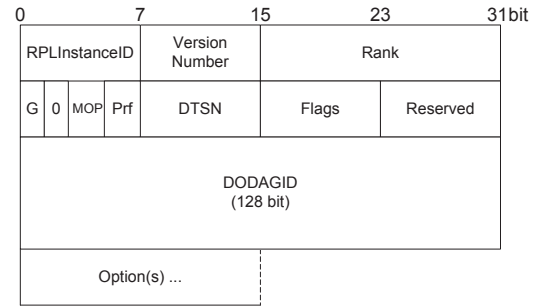 0 7 15 23 31bit
RPLInstanceID Version Number Rank
G 0 MOP Prf DTSN Flags Reserved
DODAGID
(128 bit)
Option(s) ...